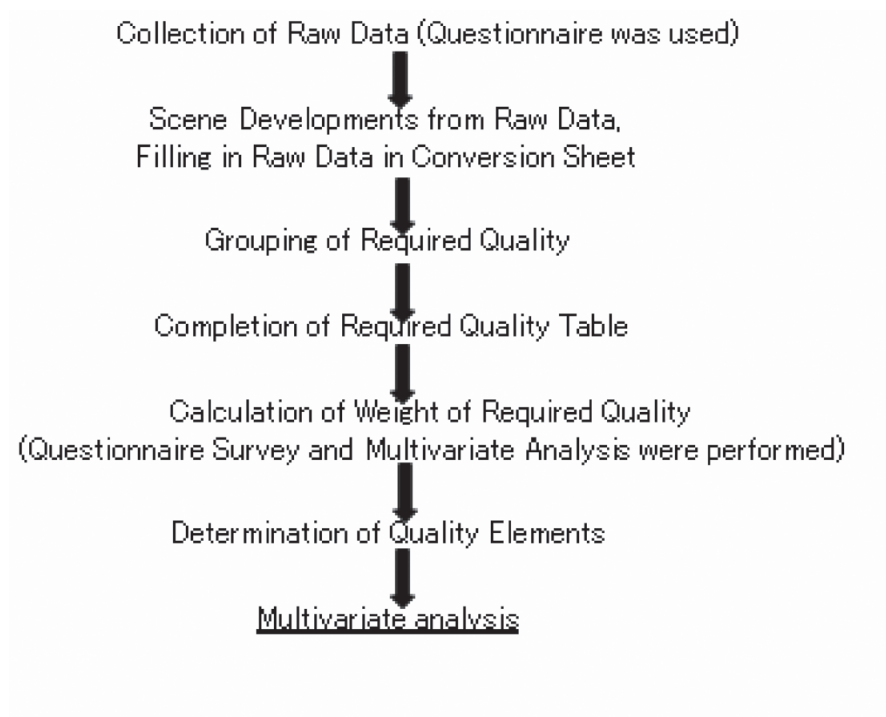 Collection of Raw Data (Questionnaire was used)
Scene Developments from Raw Data,
Filling in Raw Data in Conversion Sheet
Grouping of Required Quality
Completion of Required Quality Table
Calculation of Weight of Required Quality
(Questionnaire Survey and Multivariate Analysis were performed)
Determination of Quality Elements
Multivariate analysis